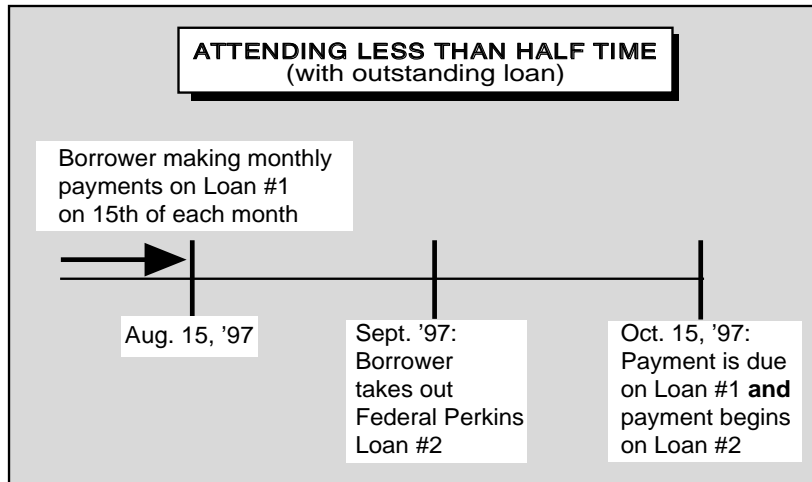 ATTENDING LESS THAN HALF TIME
(with outstanding loan)
Borrower making monthly
payments on Loan #1
on 15th of each month
Aug. 15, ’97
Sept. ’97:
Borrower
takes out
Federal Perkins
Loan #2
Oct. 15, ’97:
Payment is due
on Loan #1 and
payment begins
on Loan #2